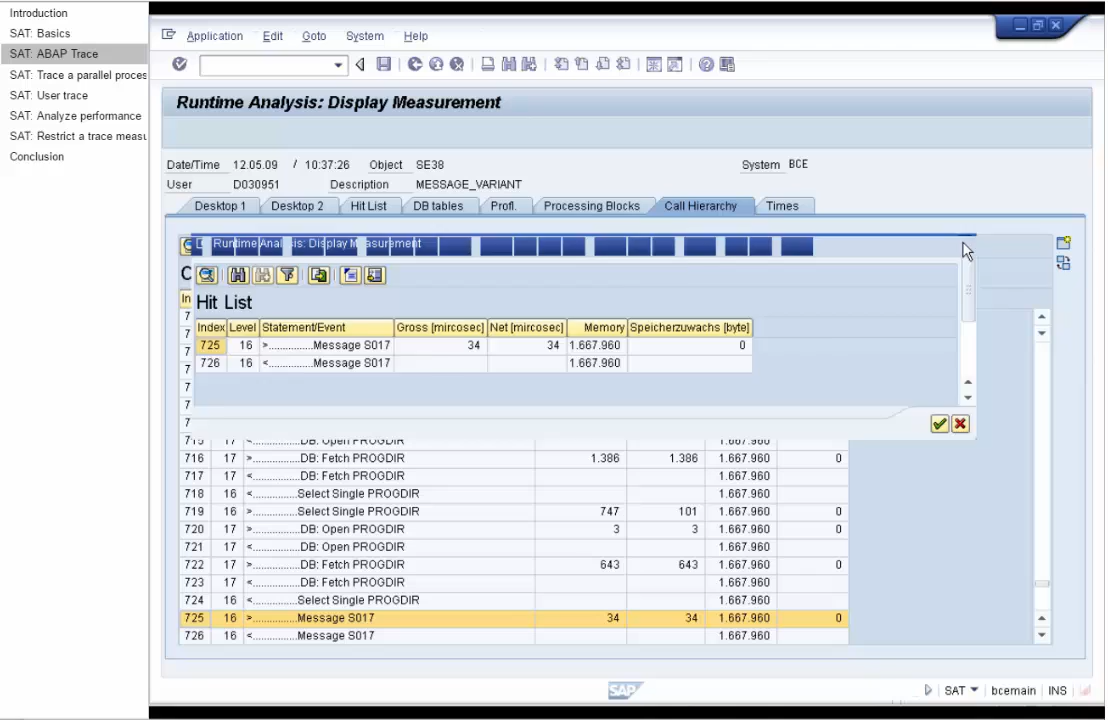 Introduction
SAT: Basics
SAT: ABAP Trace
SAT: Trace a parallel proces
SAT: User trace
SAT: Analyze performance
SAT: Restrict a trace measu
Conclusion
Application Edit Goto System Help
Runtime Analysis: Display Measurement
Date/Time 12.05.09 / 10:37:26 Object SE38 System BCE
User D030951 Description MESSAGE_VARIANT
Desktop 1 Desktop 2 Hit List DB tables Profl. Processing Blocks Call Hierarchy Times
Runtime Analysis: Display Measurement
Hit List
Index Level Statement/Event Gross [mircosec] Net [mircosec] Memory Speicherzuwachs [byte]
725 16 >...............Message S017 34 34 1.667.960 0
726 16 <...............Message S017 1.667.960
715 17 <................DB: Open PROGDIR 1.667.960
716 17 >................DB: Fetch PROGDIR 1.386 1.386 1.667.960 0
717 17 <................DB: Fetch PROGDIR 1.667.960
718 16 <...............Select Single PROGDIR 1.667.960
719 16 >...............Select Single PROGDIR 747 101 1.667.960 0
720 17 >................DB: Open PROGDIR 3 3 1.667.960 0
721 17 <................DB: Open PROGDIR 1.667.960
722 17 >................DB: Fetch PROGDIR 643 643 1.667.960 0
723 17 <................DB: Fetch PROGDIR 1.667.960
724 16 <...............Select Single PROGDIR 1.667.960
725 16 >...............Message S017 34 34 1.667.960 0
726 16 <...............Message S017 1.667.960
SAP SAT bcemain INS